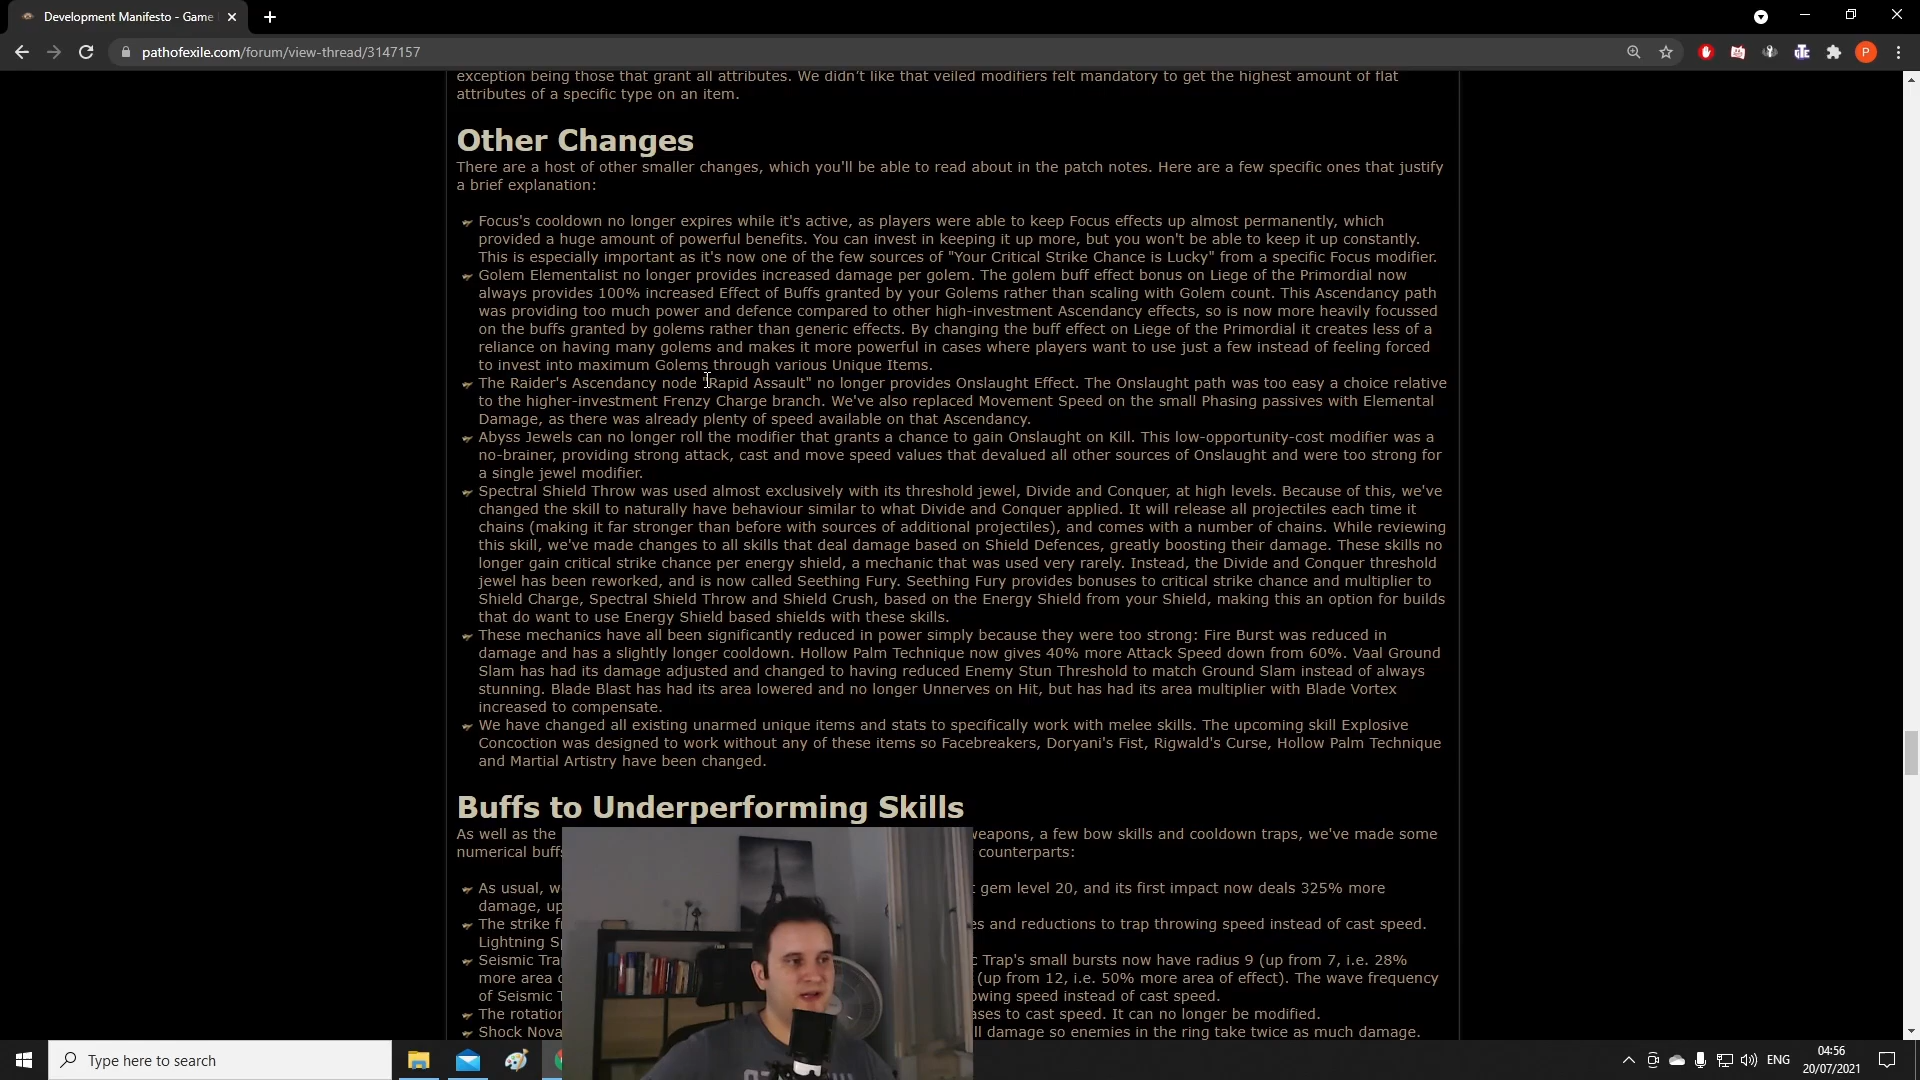 Development Manifesto - Game
pathofexile.com/forum/view-thread/3147157
P
exception being those that grant all attributes. We didn't like that veiled modifiers felt mandatory to get the highest amount of flat
attributes of a specific type on an item.
Other Changes
There are a host of other smaller changes, which you'll be able to read about in the patch notes. Here are a few specific ones that justify
a brief explanation:
Focus's cooldown no longer expires while it's active, as players were able to keep Focus effects up almost permanently, which
provided a huge amount of powerful benefits. You can invest in keeping it up more, but you won't be able to keep it up constantly.
This is especially important as it's now one of the few sources of "Your Critical Strike Chance is Lucky" from a specific Focus modifier.
Golem Elementalist no longer provides increased damage per golem. The golem buff effect bonus on Liege of the Primordial now
always provides 100% increased Effect of Buffs granted by your Golems rather than scaling with Golem count. This Ascendancy path
was providing too much power and defence compared to other high-investment Ascendancy effects, so is now more heavily focussed
on the buffs granted by golems rather than generic effects. By changing the buff effect on Liege of the Primordial it creates less of a
reliance on having many golems and makes it more powerful in cases where players want to use just a few instead of feeling forced
to invest into maximum Golems through various Unique Items.
The Raider's Ascendancy node "Rapid Assault" no longer provides Onslaught Effect. The Onslaught path was too easy a choice relative
to the higher-investment Frenzy Charge branch. We've also replaced Movement Speed on the small Phasing passives with Elemental
Damage, as there was already plenty of speed available on that Ascendancy.
Abyss Jewels can no longer roll the modifier that grants a chance to gain Onslaught on Kill. This low-opportunity-cost modifier was a
no-brainer, providing strong attack, cast and move speed values that devalued all other sources of Onslaught and were too strong for
a single jewel modifier.
Spectral Shield Throw was used almost exclusively with its threshold jewel, Divide and Conquer, at high levels. Because of this, we've
changed the skill to naturally have behaviour similar to what Divide and Conquer applied. It will release all projectiles each time it
chains (making it far stronger than before with sources of additional projectiles), and comes with a number of chains. While reviewing
this skill, we've made changes to all skills that deal damage based on Shield Defences, greatly boosting their damage. These skills no
longer gain critical strike chance per energy shield, a mechanic that was used very rarely. Instead, the Divide and Conquer threshold
jewel has been reworked, and is now called Seething Fury. Seething Fury provides bonuses to critical strike chance and multiplier to
Shield Charge, Spectral Shield Throw and Shield Crush, based on the Energy Shield from your Shield, making this an option for builds
that do want to use Energy Shield based shields with these skills.
These mechanics have all been significantly reduced in power simply because they were too strong: Fire Burst was reduced in
damage and has a slightly longer cooldown. Hollow Palm Technique now gives 40% more Attack Speed down from 60%. Vaal Ground
Slam has had its damage adjusted and changed to having reduced Enemy Stun Threshold to match Ground Slam instead of always
stunning. Blade Blast has had its area lowered and no longer Unnerves on Hit, but has had its area multiplier with Blade Vortex
increased to compensate.
We have changed all existing unarmed unique items and stats to specifically work with melee skills. The upcoming skill Explosive
Concoction was designed to work without any of these items so Facebreakers, Doryani's Fist, Rigwald's Curse, Hollow Palm Technique
and Martial Artistry have been changed.
Buffs to Underperforming Skills
As well as the weapons, a few bow skills and cooldown traps, we've made some
numerical buffs counterparts:
As usual, w gem level 20, and its first impact now deals 325% more
damage, up
The strike f es and reductions to trap throwing speed instead of cast speed.
Lightning S
Seismic Tra c Trap's small bursts now have radius 9 (up from 7, i.e. 28%
more area o (up from 12, i.e. 50% more area of effect). The wave frequency
of Seismic T owing speed instead of cast speed.
The rotation ases to cast speed. It can no longer be modified.
Shock Nova ll damage so enemies in the ring take twice as much damage.
Type here to search
ENG
04:56
20/07/2021